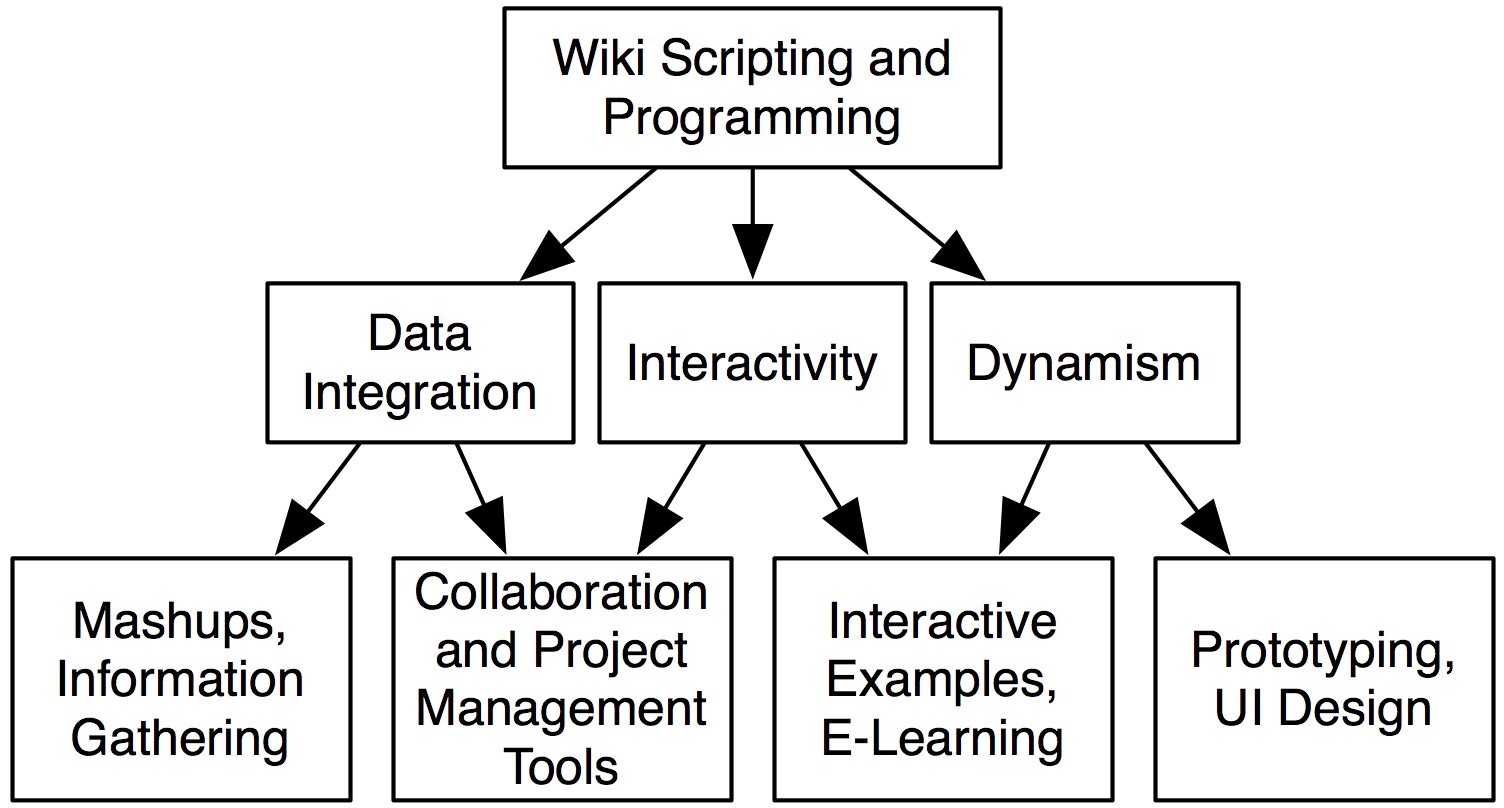 Wiki Scripting and
Programming
Data
Integration
Interactivity
Dynamism
Mashups,
Information
Gathering
Collaboration
and Project
Management
Tools
Interactive
Examples,
E-Learning
Prototyping,
UI Design